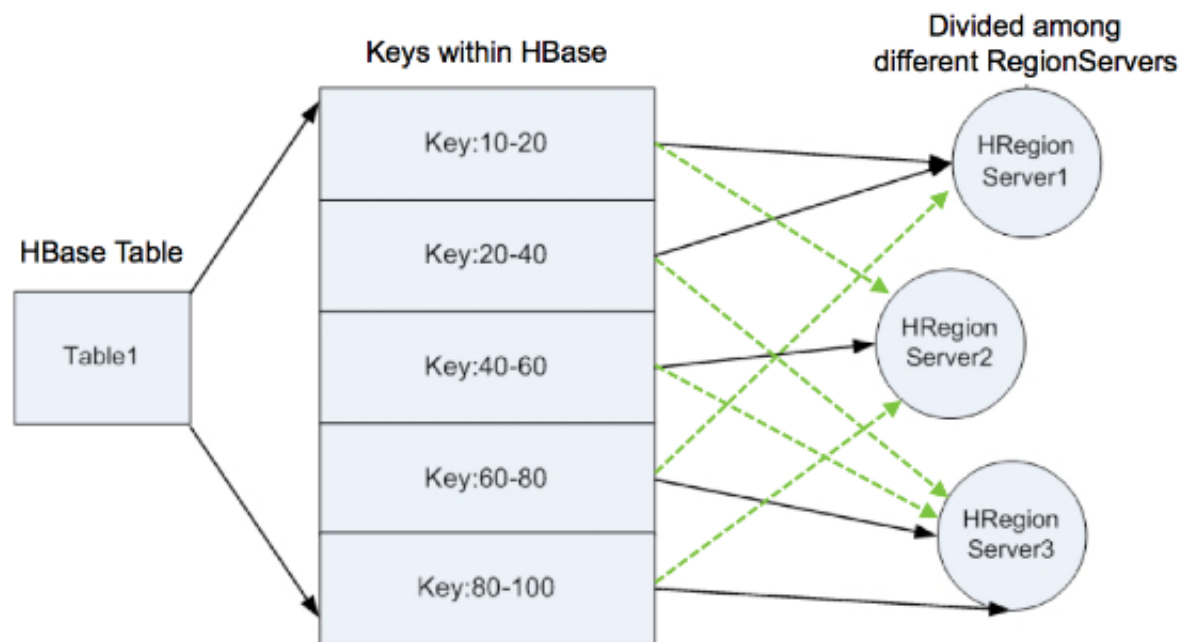 HBase Table
Table1
Keys within HBase
Key:10-20
Key:20-40
Key:40-60
Key:60-80
Key:80-100
Divided among
different RegionServers
HRegion
Server1
HRegion
Server2
HRegion
Server3